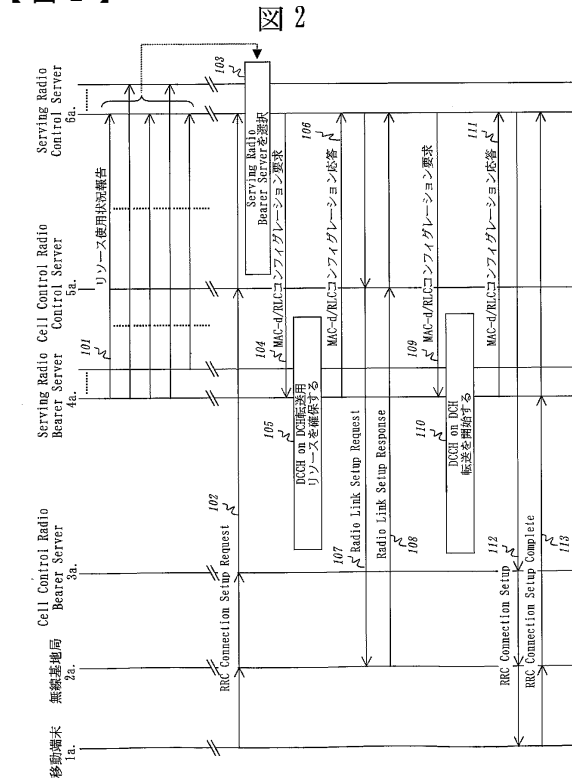 図2
移動端末
1a.
無線基地局
2a.
Cell Control Radio
Bearer Server
3a.
Serving Radio
Bearer Server
4a.
Cell Control Radio
Control Server
5a.
Serving Radio
Control Server
6a.
101
リソース使用状況報告
RRC Connection Setup Request
102
103
Serving Radio
Bearer Serverを選択
104
MAC-d/RLCコンフィグレーション要求
105
DCCH on DCH転送用
リソースを確保する
106
MAC-d/RLCコンフィグレーション応答
107
Radio Link Setup Request
Radio Link Setup Response
108
109
MAC-d/RLCコンフィグレーション要求
110
DCCH on DCH
転送を開始する
111
MAC-d/RLCコンフィグレーション応答
RRC Connection Setup
112
RRC Connection Setup Complete
113